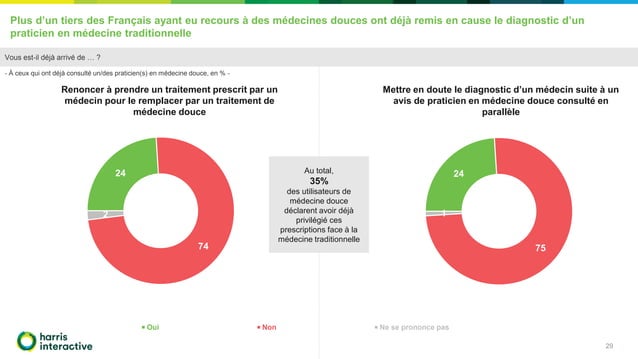 Plus d’un tiers des Français ayant eu recours à des médecines douces ont déjà remis en cause le diagnostic d’un
praticien en médecine traditionnelle
Vous est-il déjà arrivé de … ?
- À ceux qui ont déjà consulté un/des praticien(s) en médecine douce, en % -
Renoncer à prendre un traitement prescrit par un
médecin pour le remplacer par un traitement de
médecine douce
24
2
74
Au total,
35%
des utilisateurs de
médecine douce
déclarent avoir déjà
privilégié ces
prescriptions face à la
médecine traditionnelle
Mettre en doute le diagnostic d’un médecin suite à un
avis de praticien en médecine douce consulté en
parallèle
24
1
75
Oui
Non
Ne se prononce pas
harris
interactive
29